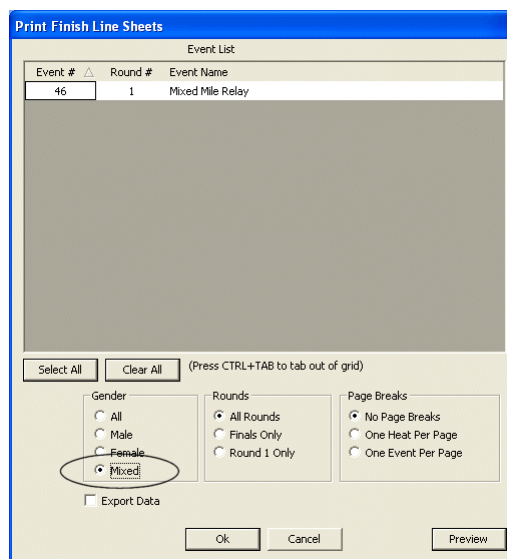 Print Finish Line Sheets
Event List
Event # Round # Event Name
46 1 Mixed Mile Relay
Select All Clear All (Press CTRL+TAB to tab out of grid)
Gender Rounds Page Breaks
All All Rounds No Page Breaks
Male Finals Only One Heat Per Page
Female Round 1 Only One Event Per Page
Mixed
Export Data
Ok Cancel Preview